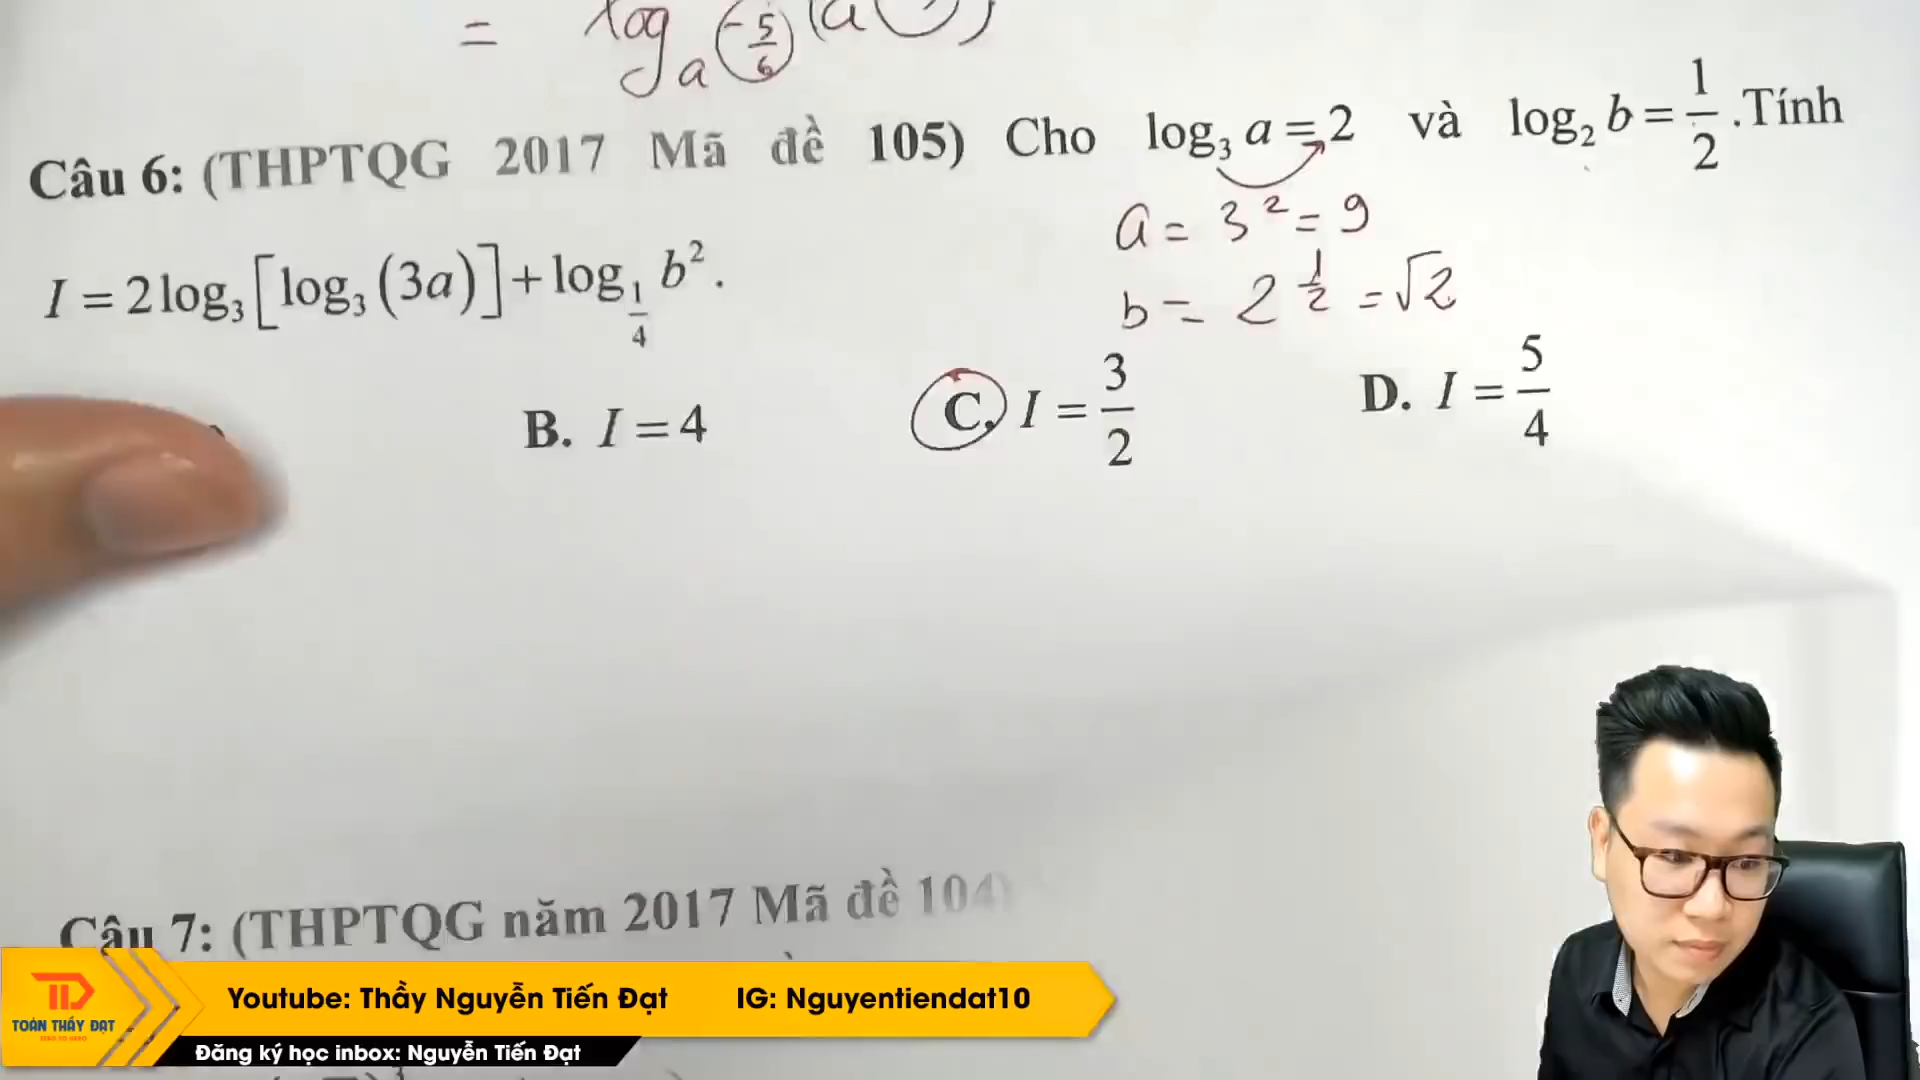 = log_a^(-5/6) (a
Câu 6: (THPTQG 2017 Mã đề 105) Cho log₃ a = 2 và log₂ b = 1/2 .Tính
a = 3² = 9
I = 2log₃[log₃(3a)] + log_(1/4) b².
b = 2^(1/2) = √2
B. I = 4 C. I = 3/2 D. I = 5/4
Câu 7: (THPTQG năm 2017 Mã đề 104)
TOÁN THẦY ĐẠT
ZERO TO HERO
Youtube: Thầy Nguyễn Tiến Đạt IG: Nguyentiendat10
Đăng ký học inbox: Nguyễn Tiến Đạt